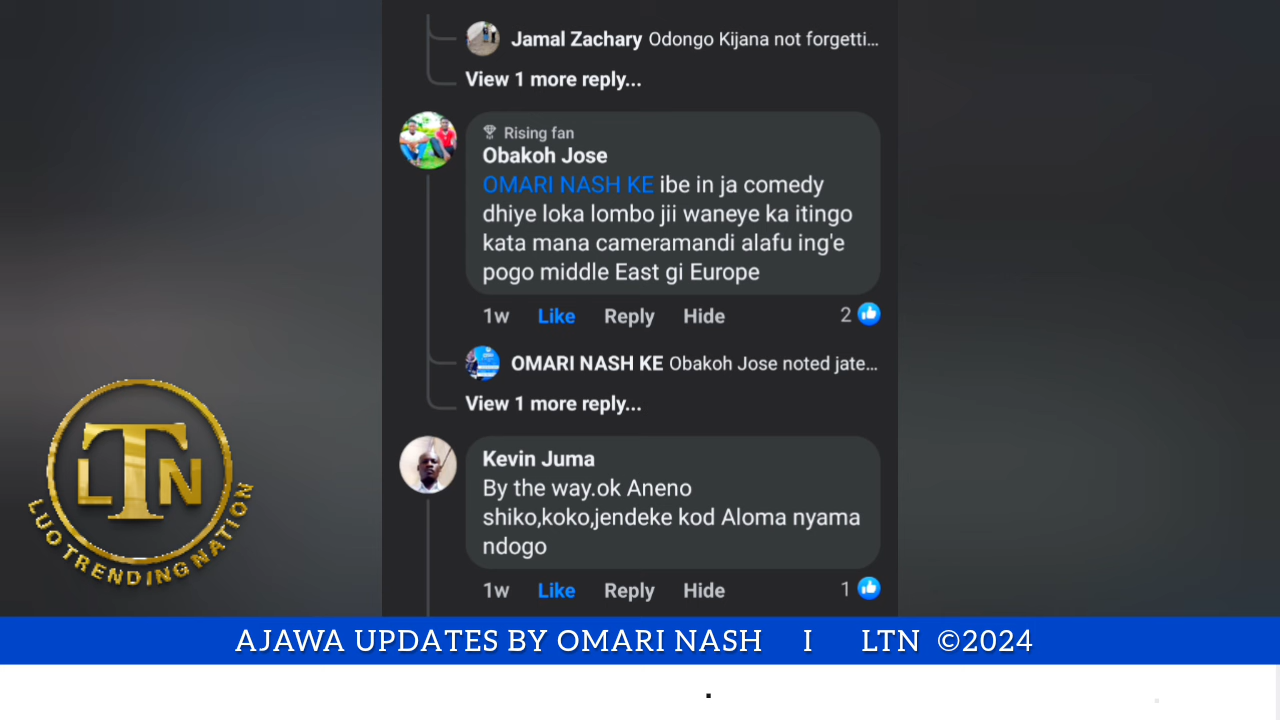 Jamal Zachary Odongo Kijana not forgetti...
View 1 more reply...
Rising fan
Obakoh Jose
OMARI NASH KE ibe in ja comedy
dhiye loka lombo jii waneye ka itingo
kata mana cameramandi alafu ing'e
pogo middle East gi Europe
1w Like Reply Hide 2
OMARI NASH KE Obakoh Jose noted jate...
View 1 more reply...
Kevin Juma
By the way.ok Aneno
shiko,koko,jendeke kod Aloma nyama
ndogo
1w Like Reply Hide 1
LTN
LUO TRENDING NATION
AJAWA UPDATES BY OMARI NASH I LTN ©2024
.